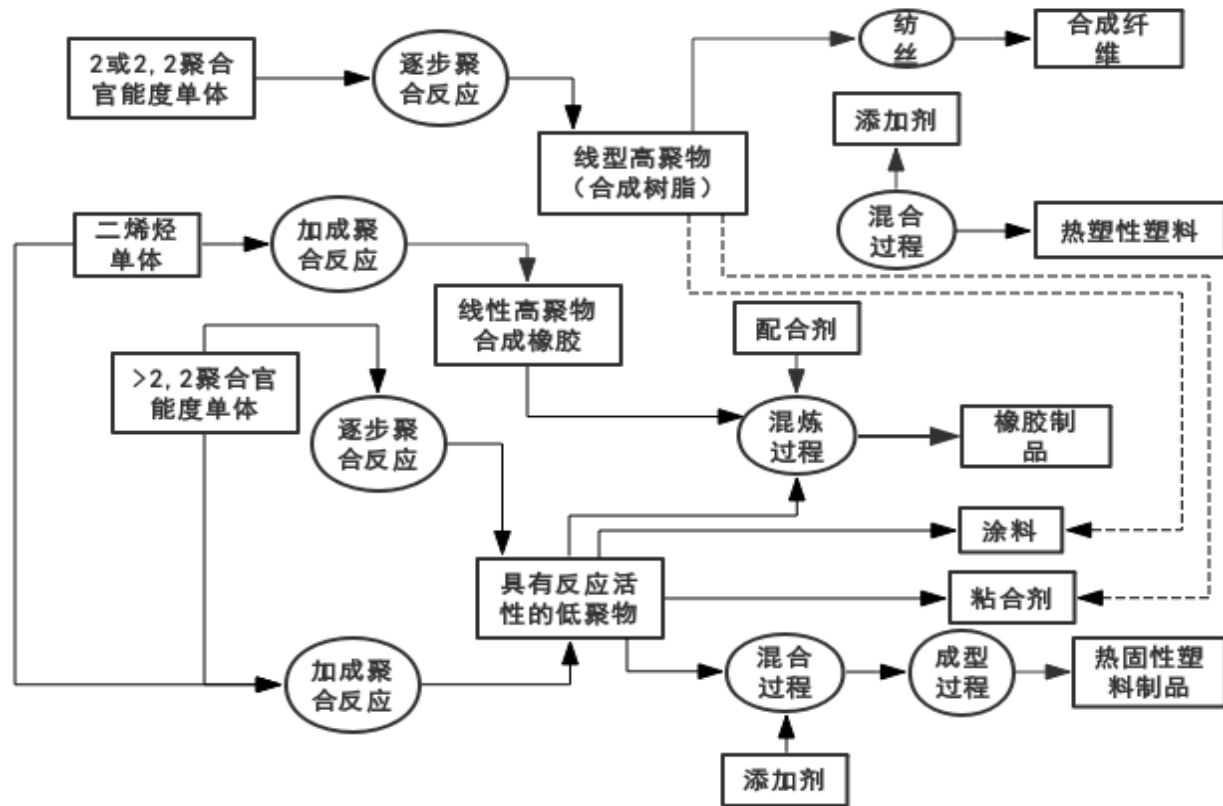 纺
丝
合成纤
维
2或2,2聚合
官能度单体
逐步聚
合反应
添加剂
线型高聚物
（合成树脂）
混合
过程
热塑性塑料
二烯烃
单体
加成聚
合反应
线性高聚物
合成橡胶
配合剂
>2,2聚合官
能度单体
逐步聚
合反应
混炼
过程
橡胶制
品
涂料
具有反应活
性的低聚物
粘合剂
加成聚
合反应
混合
过程
成型
过程
热固性塑
料制品
添加剂